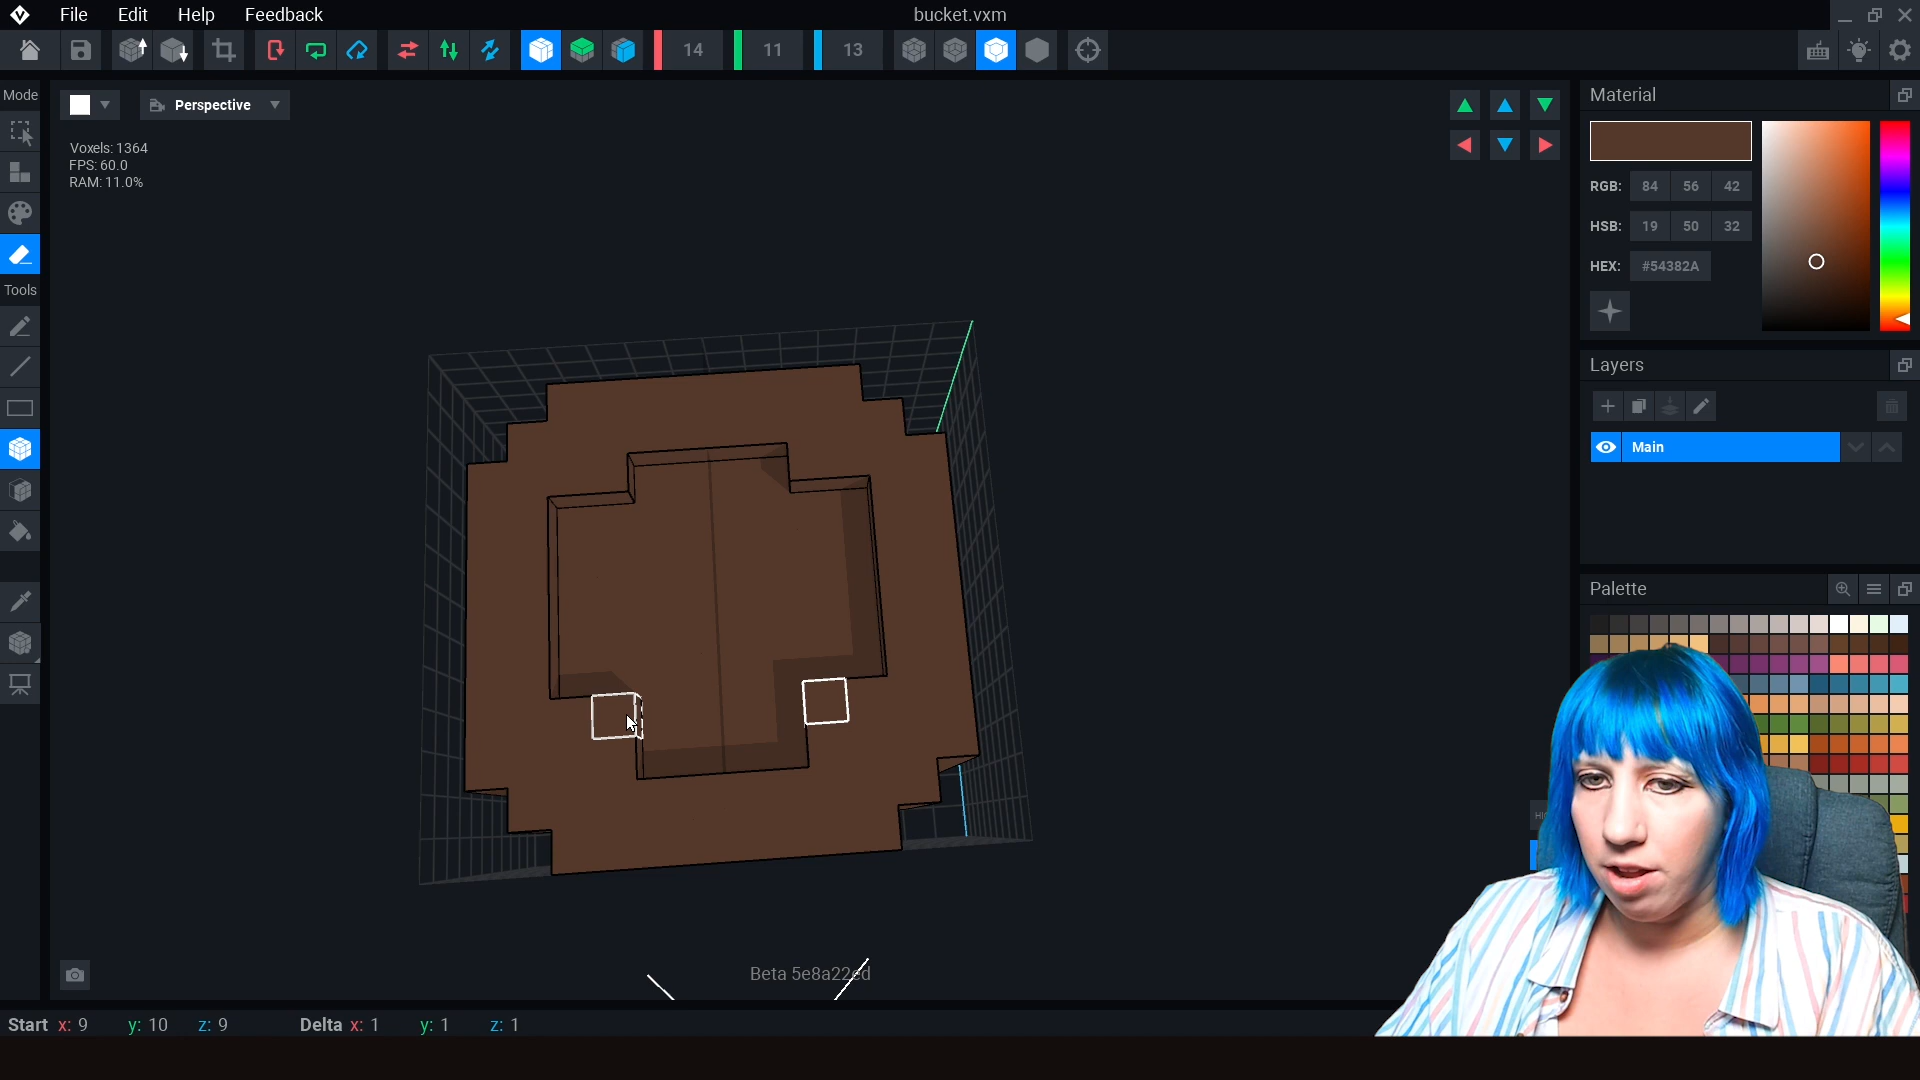 File Edit Help Feedback bucket.vxm
14 11 13
Mode
Perspective
Material
Voxels: 1364
FPS: 60.0
RAM: 11.0%
RGB: 84 56 42
HSB: 19 50 32
HEX: #54382A
Tools
Layers
Main
Palette
Beta 5e8a22ed
Start x: 9 y: 10 z: 9 Delta x: 1 y: 1 z: 1